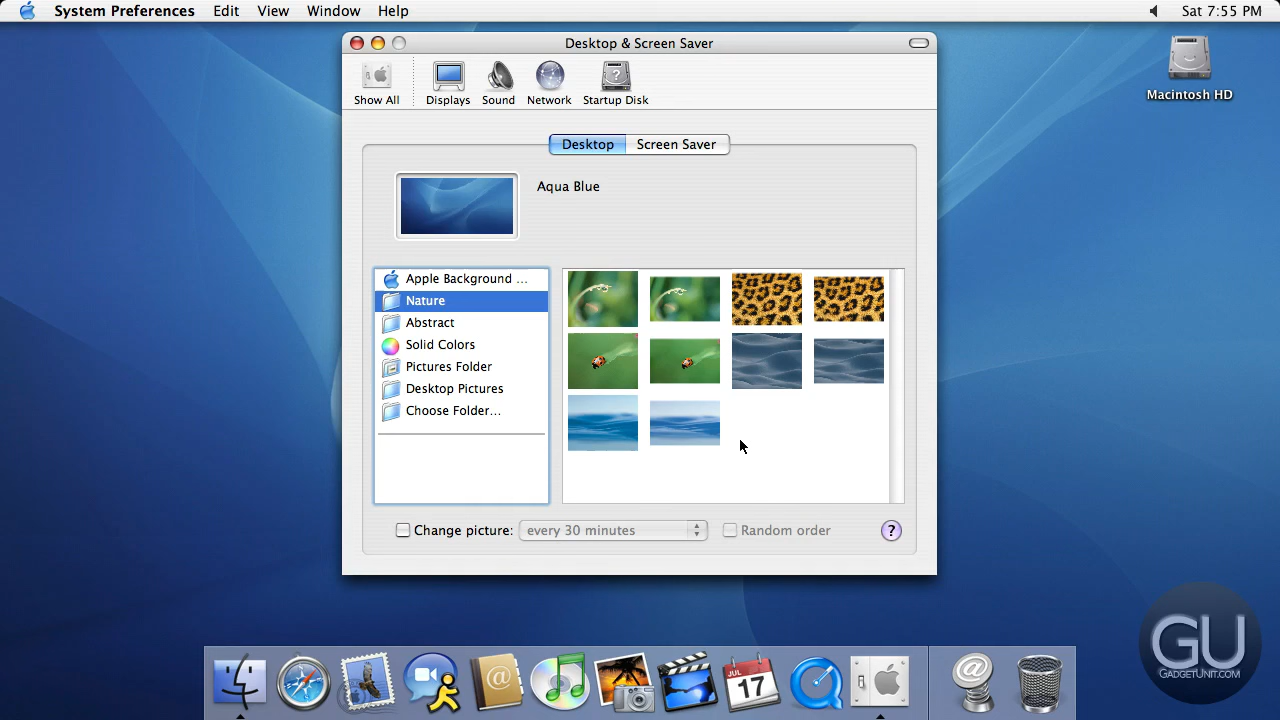 System Preferences Edit View Window Help
Sat 7:55 PM
Desktop & Screen Saver
Macintosh HD
Show All Displays Sound Network Startup Disk
Desktop Screen Saver
Aqua Blue
Apple Background ...
Nature
Abstract
Solid Colors
Pictures Folder
Desktop Pictures
Choose Folder...
Change picture: every 30 minutes Random order ?
JUL
17
GU
GADGETUNIT.COM